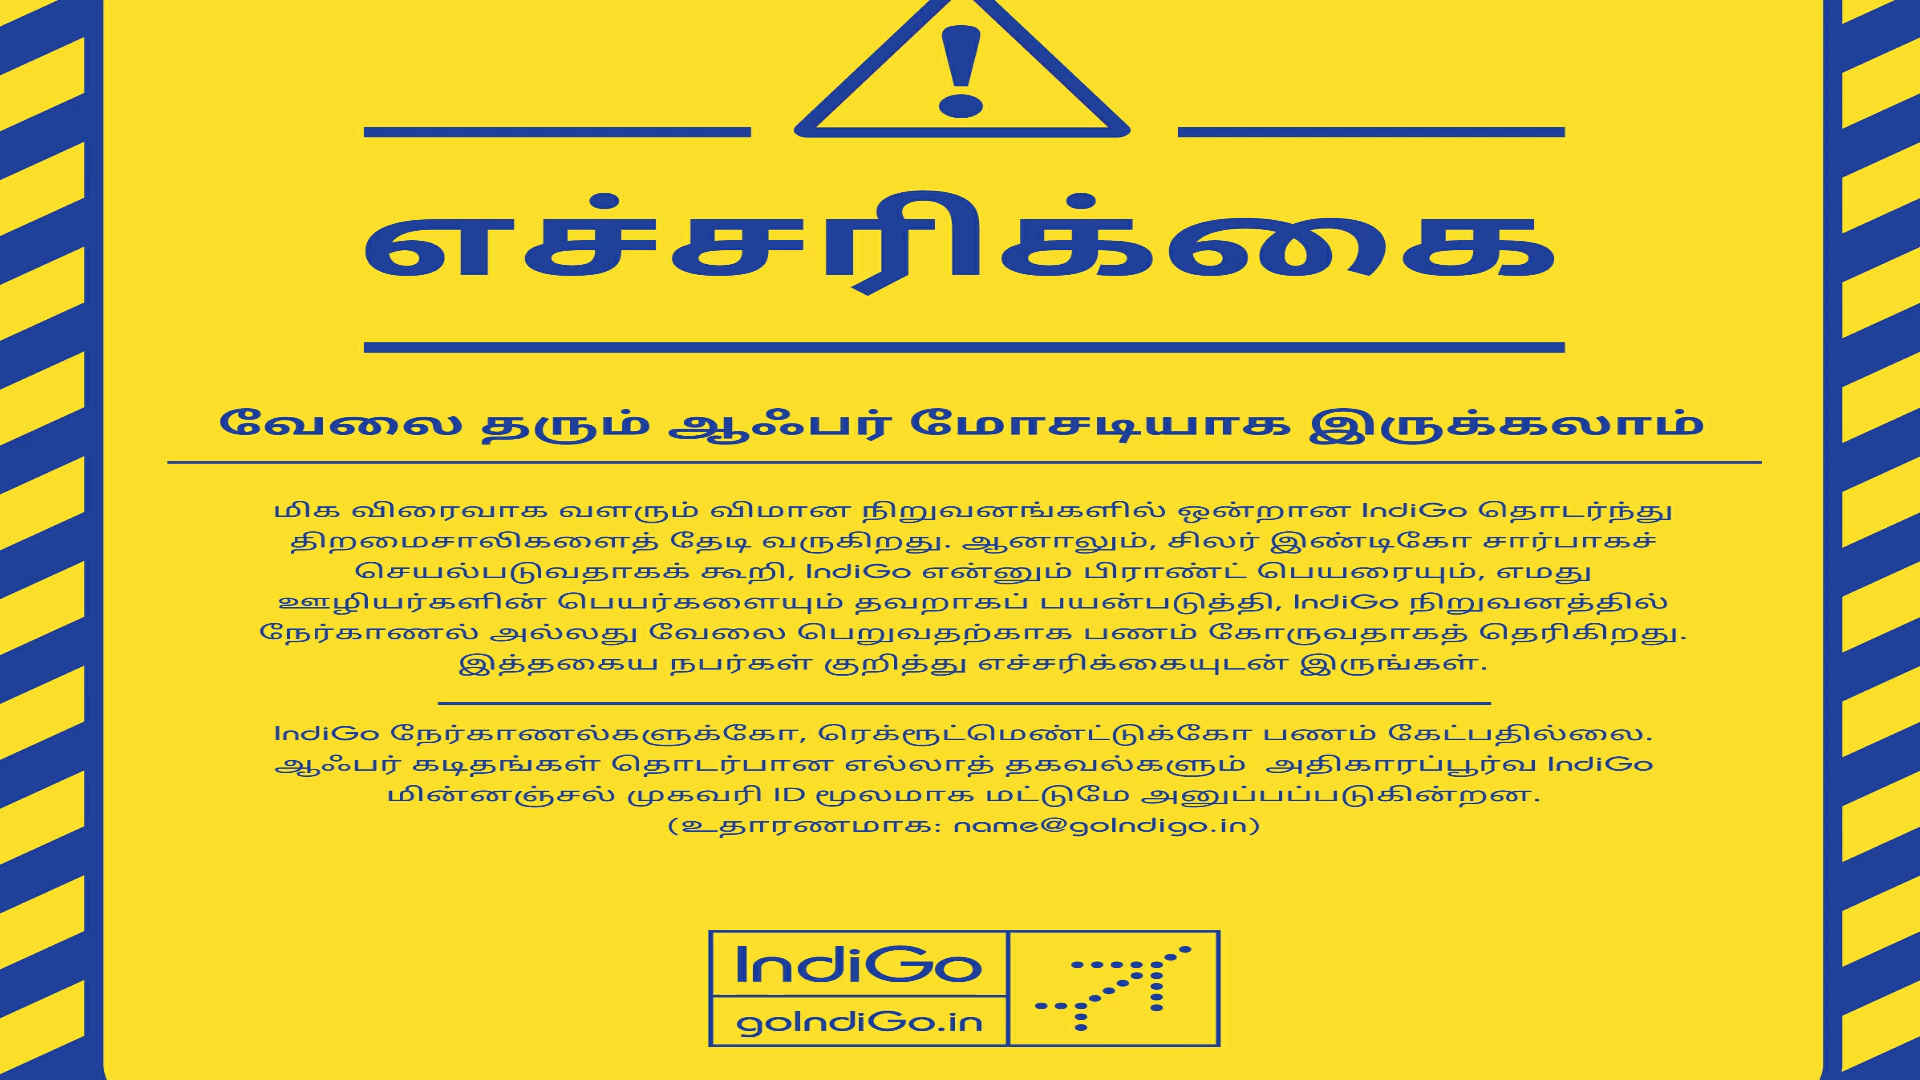 எச்சரிக்கை
வேலை தரும் ஆஃபர் மோசடியாக இருக்கலாம்
மிக விரைவாக வளரும் விமான நிறுவனங்களில் ஒன்றான IndiGo தொடர்ந்து
திறமைசாலிகளைத் தேடி வருகிறது. ஆனாலும், சிலர் இண்டிகோ சார்பாகச்
செயல்படுவதாகக் கூறி, IndiGo என்னும் பிராண்ட் பெயரையும், எமது
ஊழியர்களின் பெயர்களையும் தவறாகப் பயன்படுத்தி, IndiGo நிறுவனத்தில்
நேர்காணல் அல்லது வேலை பெறுவதற்காக பணம் கோருவதாகத் தெரிகிறது.
இத்தகைய நபர்கள் குறித்து எச்சரிக்கையுடன் இருங்கள்.
IndiGo நேர்காணல்களுக்கோ, ரெக்ரூட்மெண்ட்டுக்கோ பணம் கேட்பதில்லை.
ஆஃபர் கடிதங்கள் தொடர்பான எல்லாத் தகவல்களும் அதிகாரப்பூர்வ IndiGo
மின்னஞ்சல் முகவரி ID மூலமாக மட்டுமே அனுப்பப்படுகின்றன.
(உதாரணமாக: name@goIndigo.in)
IndiGo
goIndiGo.in